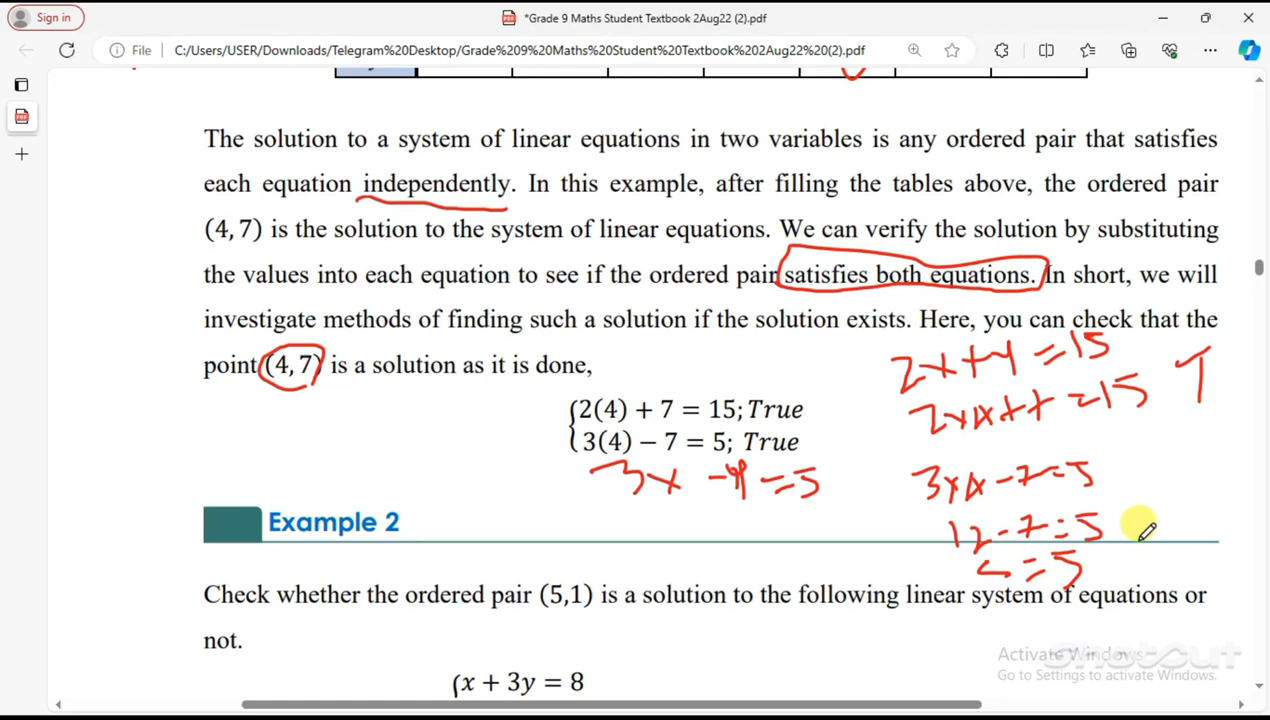 Sign in
*Grade 9 Maths Student Textbook 2Aug22 (2).pdf
File C:/Users/USER/Downloads/Telegram%20Desktop/Grade%209%20Maths%20Student%20Textbook%202Aug22%20(2).pdf
The solution to a system of linear equations in two variables is any ordered pair that satisfies
each equation independently. In this example, after filling the tables above, the ordered pair
(4, 7) is the solution to the system of linear equations. We can verify the solution by substituting
the values into each equation to see if the ordered pair satisfies both equations. In short, we will
investigate methods of finding such a solution if the solution exists. Here, you can check that the
point (4, 7) is a solution as it is done,
2x+y=15
{2(4) + 7 = 15; True
2x4+7=15 T
3(4) − 7 = 5; True
3x-y=5
3x4-7=5
12-7=5
5=5
Example 2
Check whether the ordered pair (5,1) is a solution to the following linear system of equations or
not.
{x + 3y = 8
Activate Windows
Go to Settings to activate Windows.
shotcut